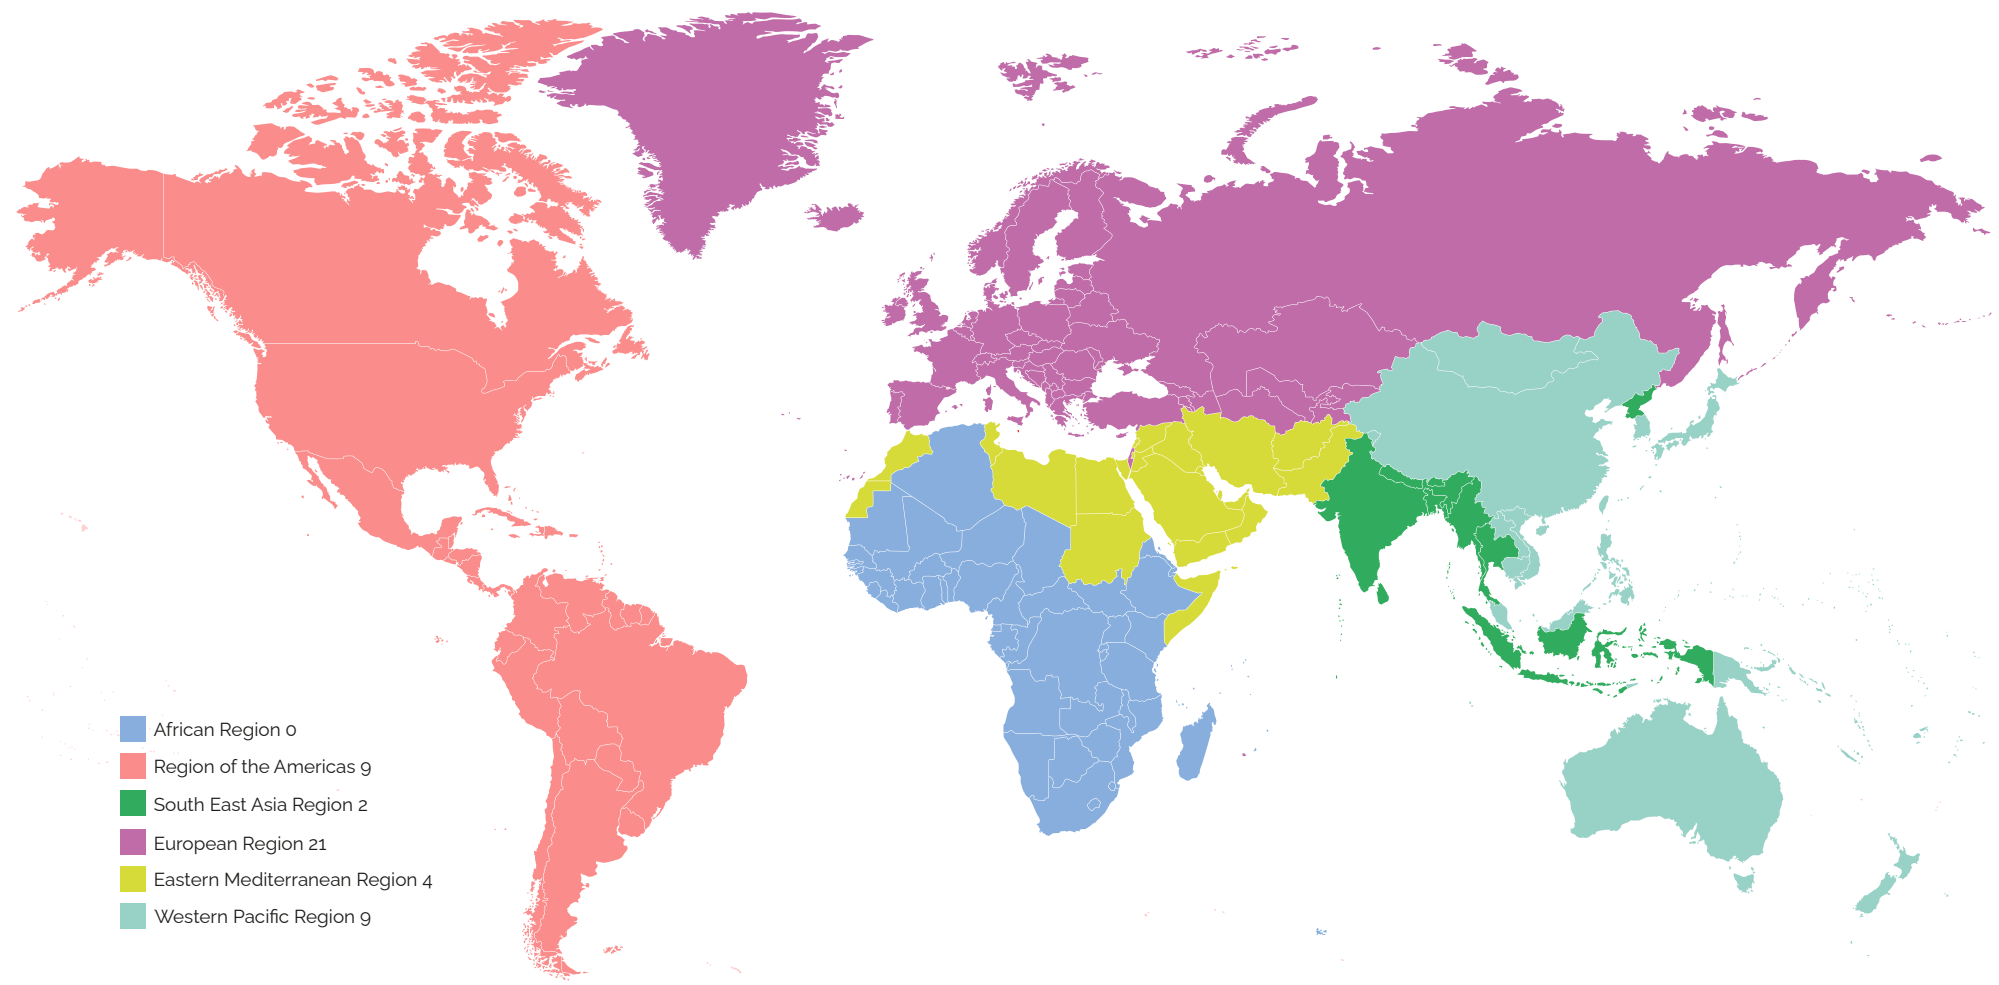 African Region 0
Region of the Americas 9
South East Asia Region 2
European Region 21
Eastern Mediterranean Region 4
Western Pacific Region 9